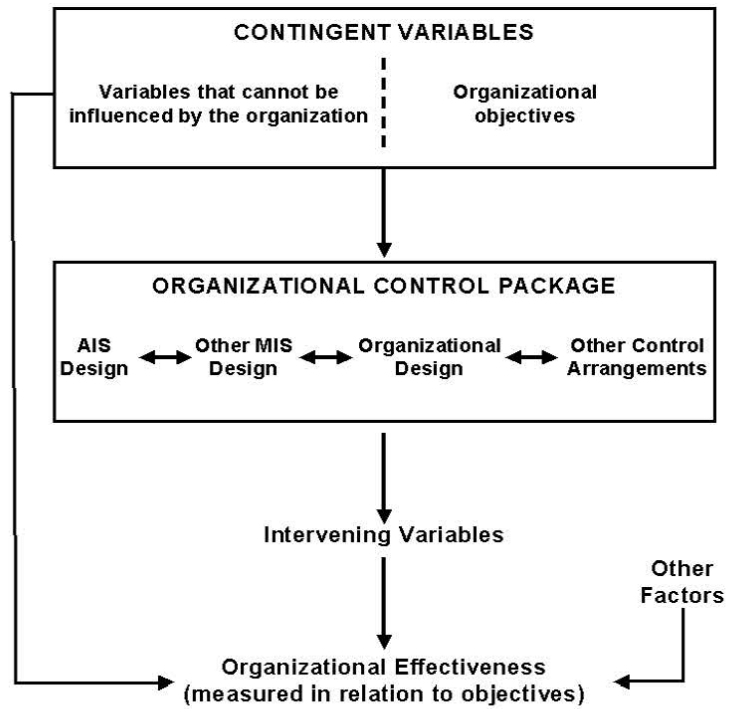 CONTINGENT VARIABLES
Variables that cannot be
influenced by the organization
Organizational
objectives
ORGANIZATIONAL CONTROL PACKAGE
AIS
Design
Other MIS
Design
Organizational
Design
Other Control
Arrangements
Intervening Variables
Other
Factors
Organizational Effectiveness
(measured in relation to objectives)